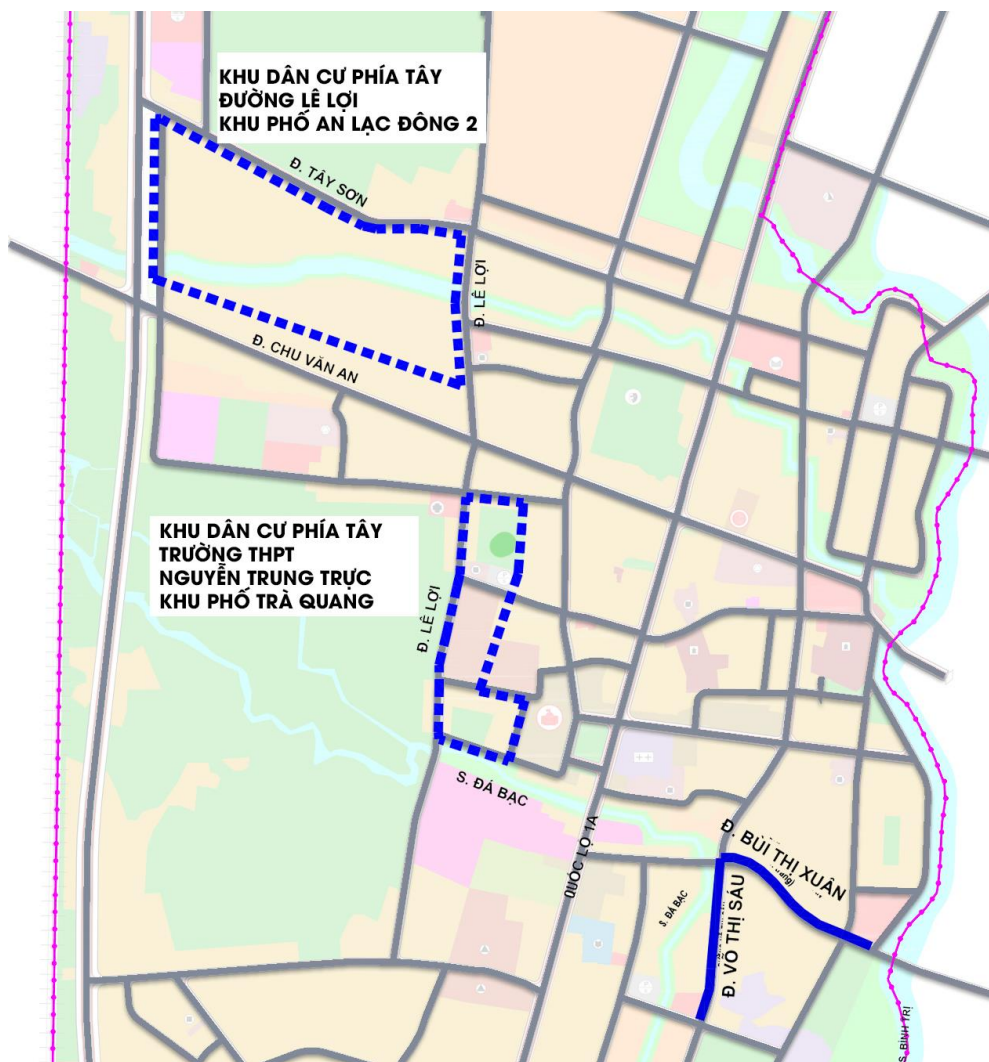 KHU DÂN CƯ PHÍA TÂY
ĐƯỜNG LÊ LỢI
KHU PHỐ AN LẠC ĐÔNG 2
Đ. TÂY SƠN
Đ. LÊ LỢI
Đ. CHU VĂN AN
KHU DÂN CƯ PHÍA TÂY
TRƯỜNG THPT
NGUYỄN TRUNG TRỰC
KHU PHỐ TRÀ QUANG
Đ. LÊ LỢI
S. ĐÁ BẠC
QUỐC LỘ 1A
Đ. BÙI THỊ XUÂN
S. ĐÁ BẠC
Đ. VÕ THỊ SÁU
S. BÌNH TRỊ